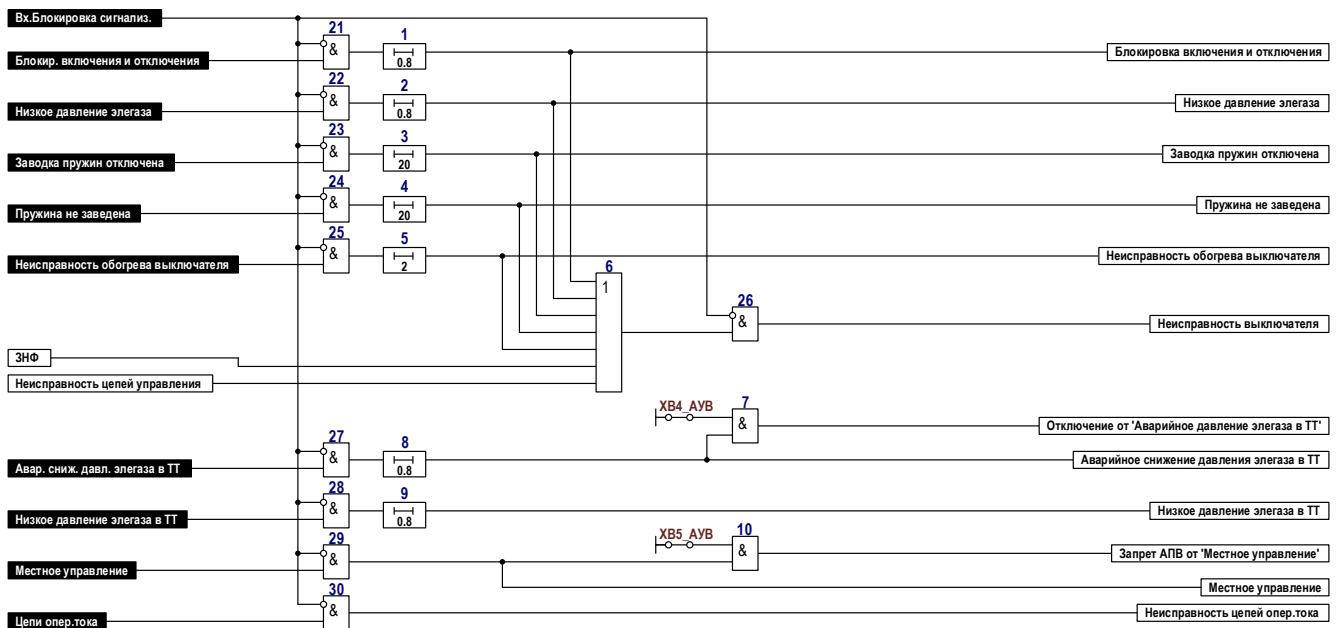 Вх.Блокировка сигнализ.
21
&
1
0.8
Блокир. включения и отключения
Блокировка включения и отключения
22
&
2
0.8
Низкое давление элегаза
Низкое давление элегаза
23
&
3
20
Заводка пружин отключена
Заводка пружин отключена
24
&
4
20
Пружина не заведена
Пружина не заведена
25
&
5
2
Неисправность обогрева выключателя
Неисправность обогрева выключателя
6
1
26
&
Неисправность выключателя
ЗНФ
Неисправность цепей управления
XB4_АУВ
7
&
Отключение от 'Аварийное давление элегаза в ТТ'
27
&
8
0.8
Авар. сниж. давл. элегаза в ТТ
Аварийное снижение давления элегаза в ТТ
28
&
9
0.8
Низкое давление элегаза в ТТ
Низкое давление элегаза в ТТ
XB5_АУВ
10
&
Запрет АПВ от 'Местное управление'
29
&
Местное управление
Местное управление
30
&
Цепи опер.тока
Неисправность цепей опер.тока